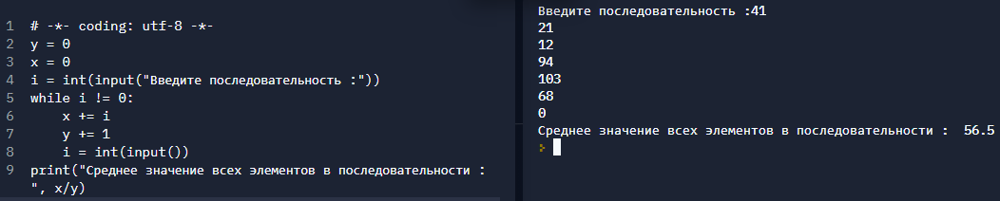 1 # -*- coding: utf-8 -*-
2 y = 0
3 x = 0
4 i = int(input("Введите последовательность :"))
5 while i != 0:
6     x += i
7     y += 1
8     i = int(input())
9 print("Среднее значение всех элементов в последовательности :
", x/y)
Введите последовательность :41
21
12
94
103
68
0
Среднее значение всех элементов в последовательности :  56.5